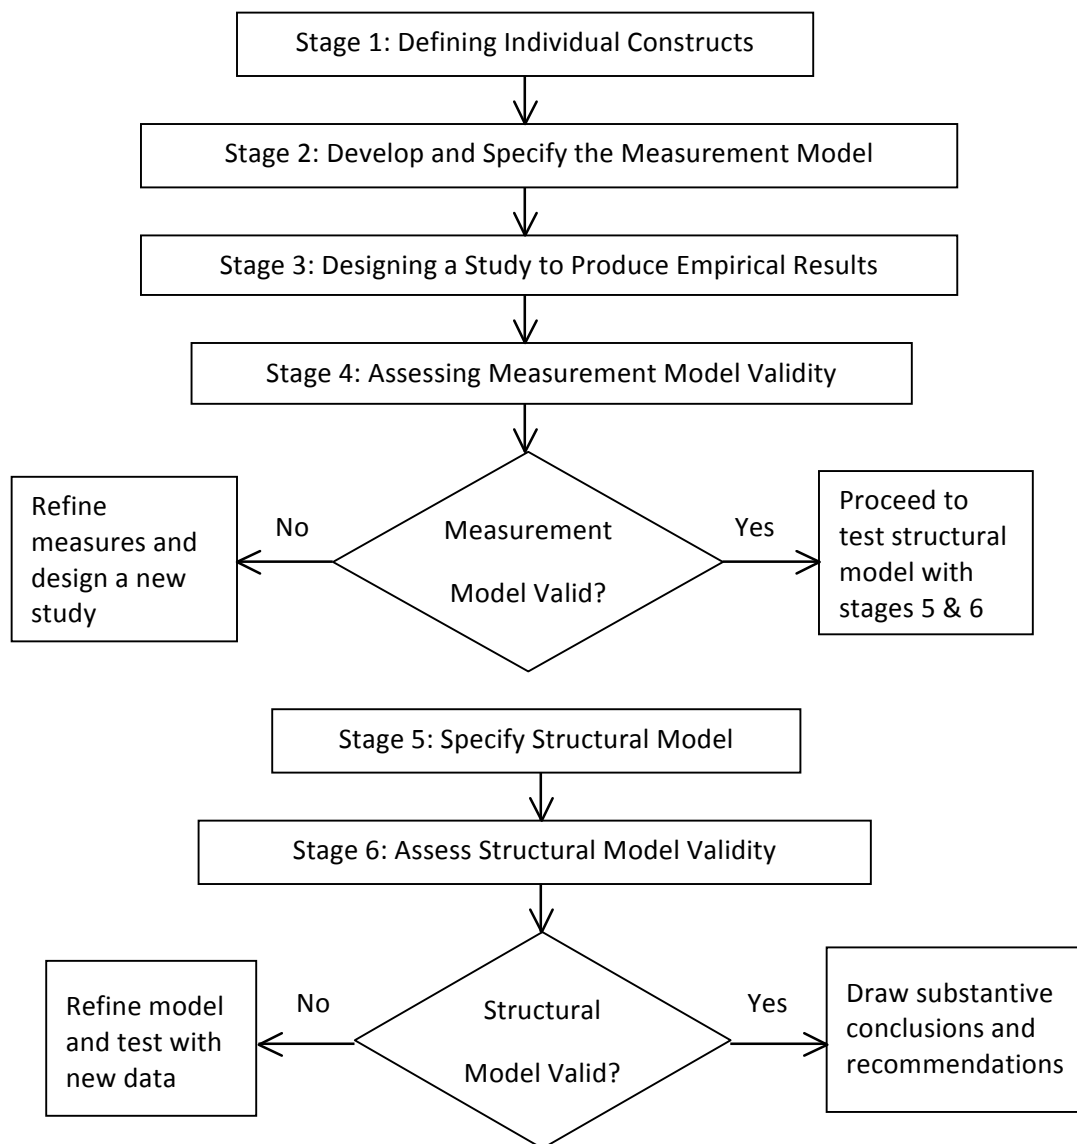 Stage 1: Defining Individual Constructs
Stage 2: Develop and Specify the Measurement Model
Stage 3: Designing a Study to Produce Empirical Results
Stage 4: Assessing Measurement Model Validity
Refine
measures and
design a new
study
No
Measurement
Model Valid?
Yes
Proceed to
test structural
model with
stages 5 & 6
Stage 5: Specify Structural Model
Stage 6: Assess Structural Model Validity
Refine model
and test with
new data
No
Structural
Model Valid?
Yes
Draw substantive
conclusions and
recommendations